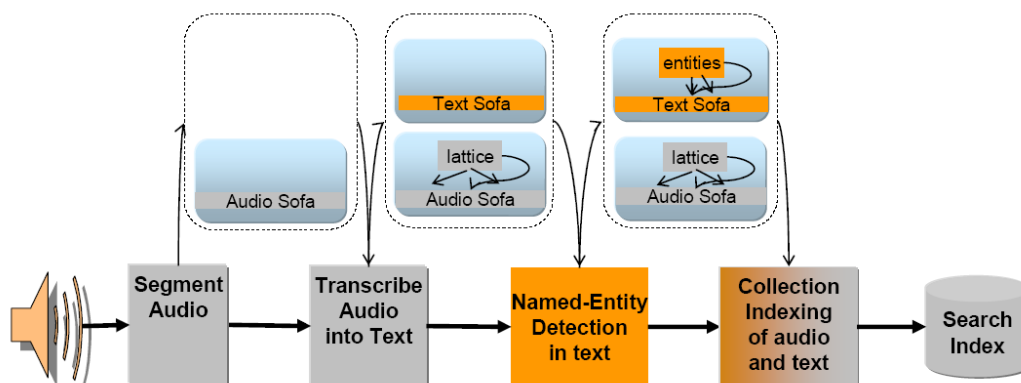 Audio Sofa
Text Sofa
lattice
Audio Sofa
entities
Text Sofa
lattice
Audio Sofa
Segment
Audio
Transcribe
Audio
into Text
Named-Entity
Detection
in text
Collection
Indexing
of audio
and text
Search
Index